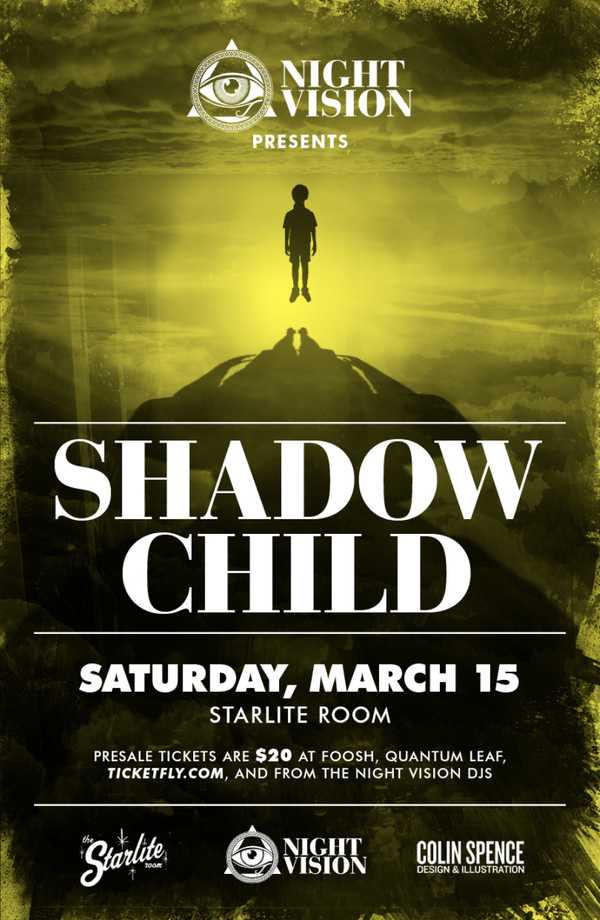 NIGHT
VISION
PRESENTS
SHADOW
CHILD
SATURDAY, MARCH 15
STARLITE ROOM
PRESALE TICKETS ARE $20 AT FOOSH, QUANTUM LEAF,
TICKETFLY.COM, AND FROM THE NIGHT VISION DJS
the
Starlite
room
NIGHT
VISION
COLIN SPENCE
DESIGN & ILLUSTRATION